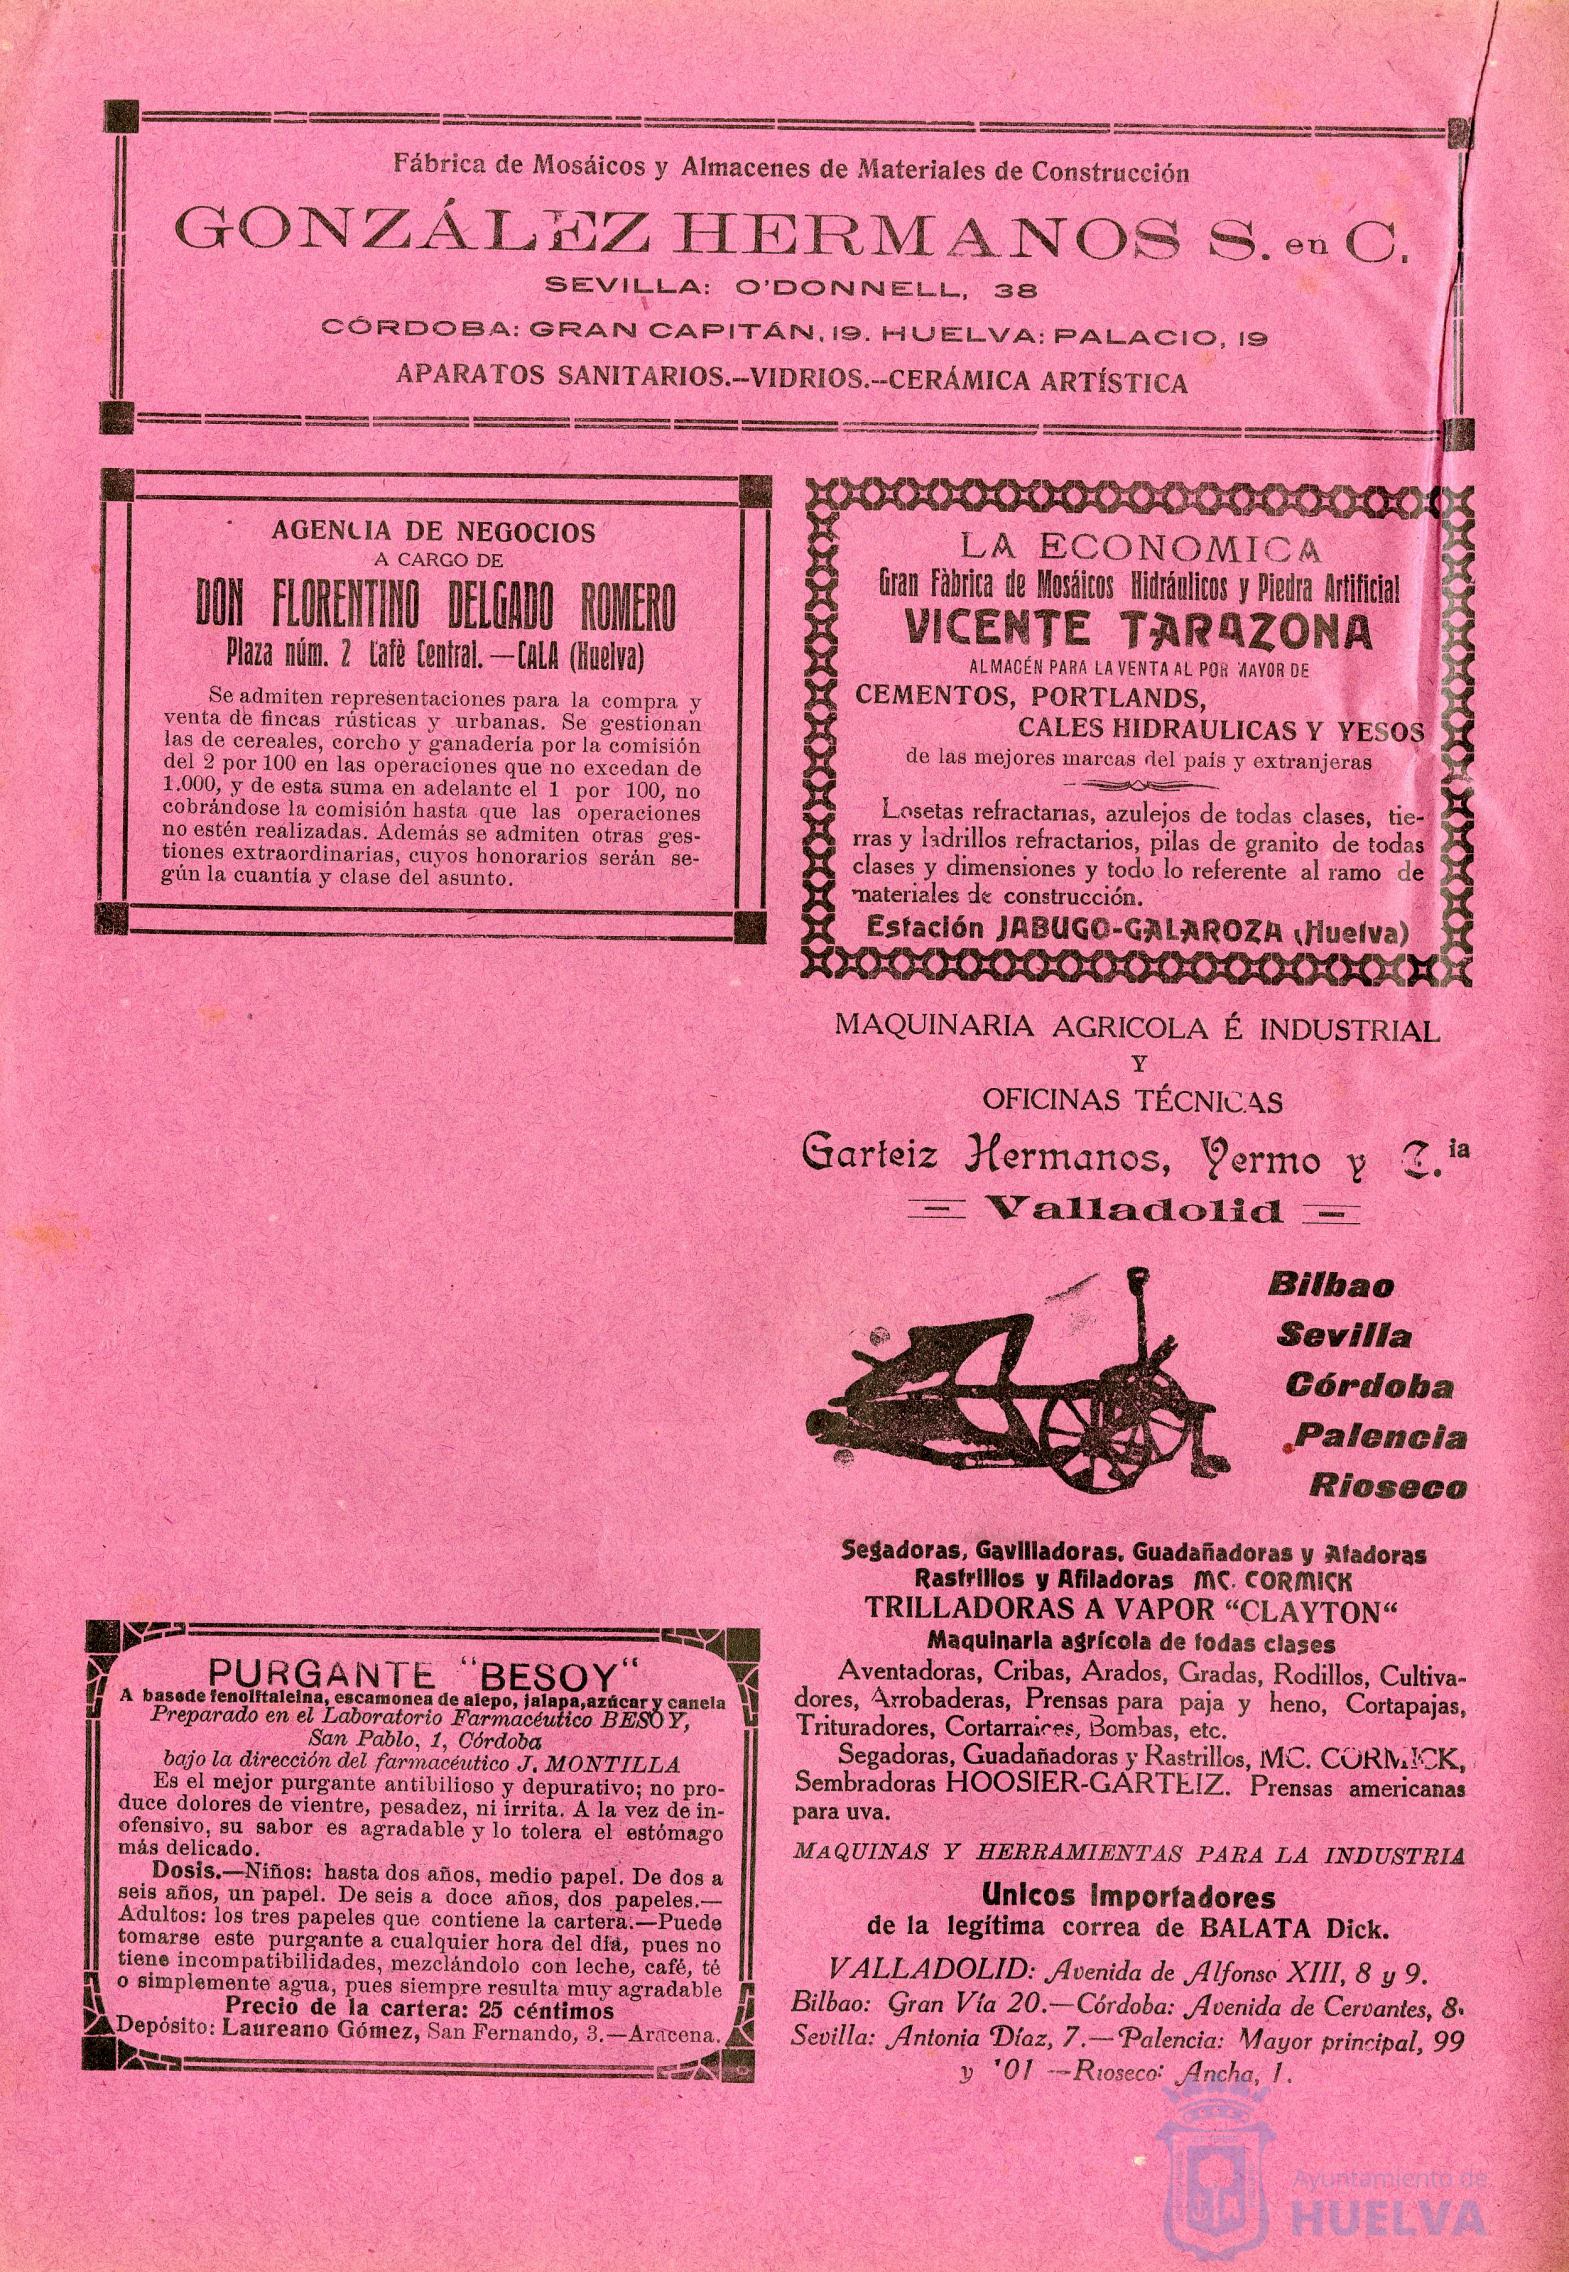 Fábrica de Mosáicos y Almacenes de Materiales de Construcción
GONZÁLEZ HERMANOS S. en C.
SEVILLA: O'DONNELL, 38
CÓRDOBA: GRAN CAPITÁN, 19. HUELVA: PALACIO, 19
APARATOS SANITARIOS.--VIDRIOS.--CERÁMICA ARTÍSTICA
AGENCIA DE NEGOCIOS
A CARGO DE
DON FLORENTINO DELGADO ROMERO
Plaza núm. 2 Cafè Central.—CALA (Huelva)
Se admiten representaciones para la compra y
venta de fincas rústicas y urbanas. Se gestionan
las de cereales, corcho y ganadería por la comisión
del 2 por 100 en las operaciones que no excedan de
1.000, y de esta suma en adelante el 1 por 100, no
cobrándose la comisión hasta que las operaciones
no estén realizadas. Además se admiten otras ges-
tiones extraordinarias, cuyos honorarios serán se-
gún la cuantía y clase del asunto.
LA ECONOMICA
Gran Fàbrica de Mosáicos Hidráulicos y Piedra Artificial
VICENTE TARAZONA
ALMACÉN PARA LA VENTA AL POR MAYOR DE
CEMENTOS, PORTLANDS,
CALES HIDRAULICAS Y YESOS
de las mejores marcas del país y extranjeras
Losetas refractarias, azulejos de todas clases, tie-
rras y ladrillos refractarios, pilas de granito de todas
clases y dimensiones y todo lo referente al ramo de
materiales de construcción.
Estación JABUGO-GALAROZA (Huelva)
MAQUINARIA AGRICOLA É INDUSTRIAL
Y
OFICINAS TÉCNICAS
Garteiz Hermanos, Yermo y C.ia
Valladolid
Bilbao
Sevilla
Córdoba
Palencia
Rioseco
Segadoras, Gavilladoras, Guadañadoras y Atadoras
Rastrillos y Afiladoras MC. CORMICK
TRILLADORAS A VAPOR "CLAYTON"
Maquinaria agrícola de todas clases
Aventadoras, Cribas, Arados, Gradas, Rodillos, Cultiva-
dores, Arrobaderas, Prensas para paja y heno, Cortapajas,
Trituradores, Cortarraices, Bombas, etc.
Segadoras, Guadañadoras y Rastrillos, MC. CORMICK,
Sembradoras HOOSIER-GARTEIZ. Prensas americanas
para uva.
MAQUINAS Y HERRAMIENTAS PARA LA INDUSTRIA
Unicos importadores
de la legítima correa de BALATA Dick.
VALLADOLID: Avenida de Alfonso XIII, 8 y 9.
Bilbao: Gran Vía 20.—Córdoba: Avenida de Cervantes, 8.
Sevilla: Antonia Díaz, 7.—Palencia: Mayor principal, 99
y '01 --Rioseco: Ancha, 1.
PURGANTE "BESOY"
A base de fenolftaleina, escamonea de alepo, jalapa, azúcar y canela
Preparado en el Laboratorio Farmacéutico BESOY,
San Pablo, 1, Córdoba
bajo la dirección del farmacéutico J. MONTILLA
Es el mejor purgante antibilioso y depurativo; no pro-
duce dolores de vientre, pesadez, ni irrita. A la vez de in-
ofensivo, su sabor es agradable y lo tolera el estómago
más delicado.
Dosis.—Niños: hasta dos años, medio papel. De dos a
seis años, un papel. De seis a doce años, dos papeles.—
Adultos: los tres papeles que contiene la cartera.—Puede
tomarse este purgante a cualquier hora del día, pues no
tiene incompatibilidades, mezclándolo con leche, café, té
o simplemente agua, pues siempre resulta muy agradable
Precio de la cartera: 25 céntimos
Depósito: Laureano Gómez, San Fernando, 3.—Aracena.
Ayuntamiento de
HUELVA